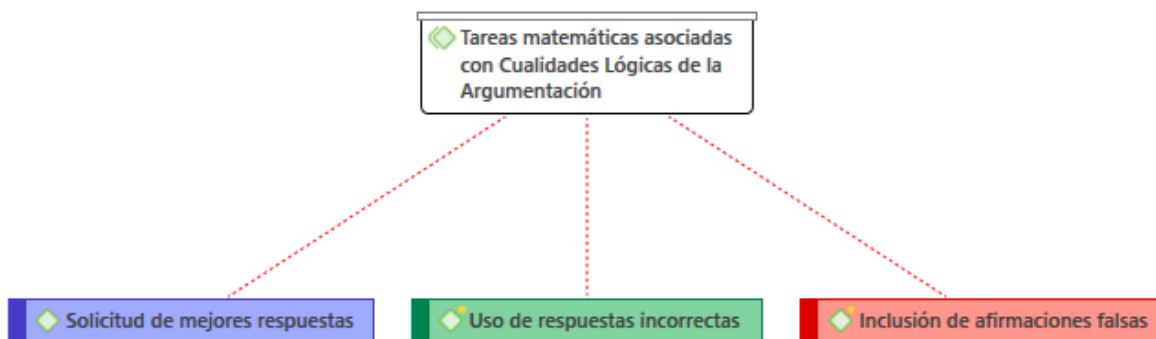 Tareas matemáticas asociadas
con Cualidades Lógicas de la
Argumentación
Solicitud de mejores respuestas
Uso de respuestas incorrectas
Inclusión de afirmaciones falsas